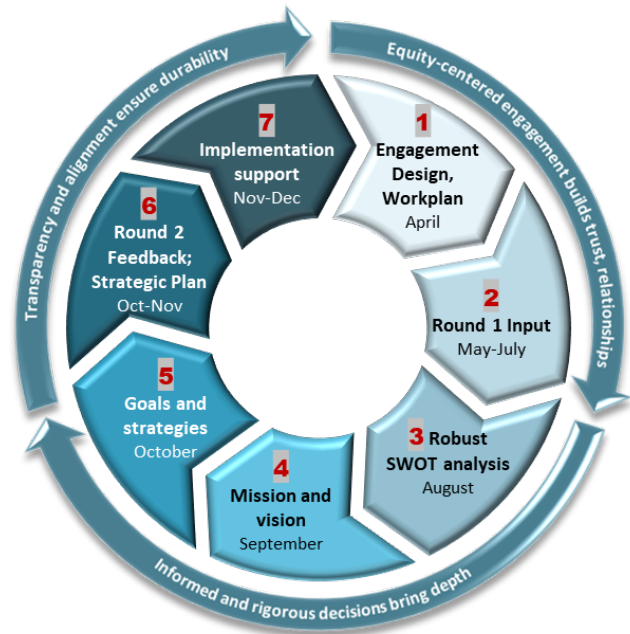 Equity-centered engagement builds trust, relationships
Informed and rigorous decisions bring depth
Transparency and alignment ensure durability
1
Engagement
Design,
Workplan
April
2
Round 1 Input
May-July
3 Robust
SWOT analysis
August
4
Mission and
vision
September
5
Goals and
strategies
October
6
Round 2
Feedback;
Strategic Plan
Oct-Nov
7
Implementation
support
Nov-Dec